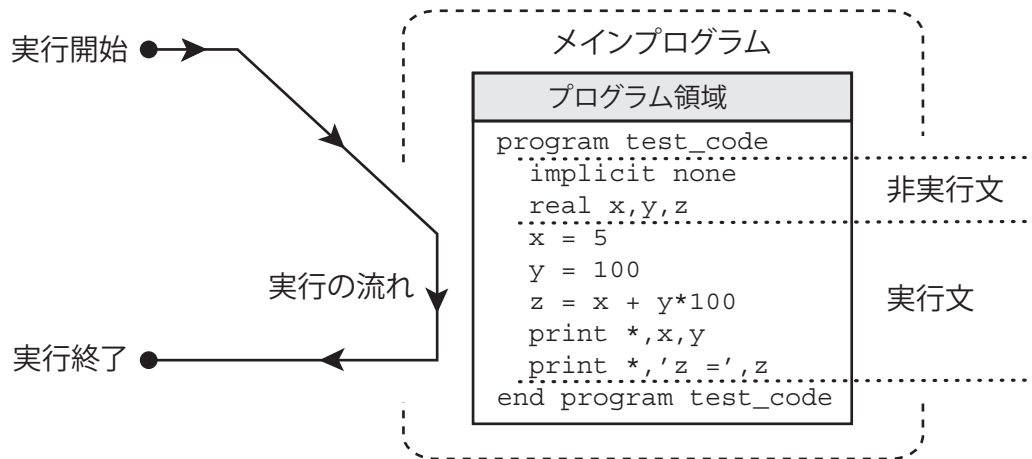 実行開始
メインプログラム
プログラム領域
program test_code
implicit none
real x,y,z
非実行文
x = 5
y = 100
z = x + y*100
print *,x,y
print *,'z =',z
実行文
end program test_code
実行の流れ
実行終了